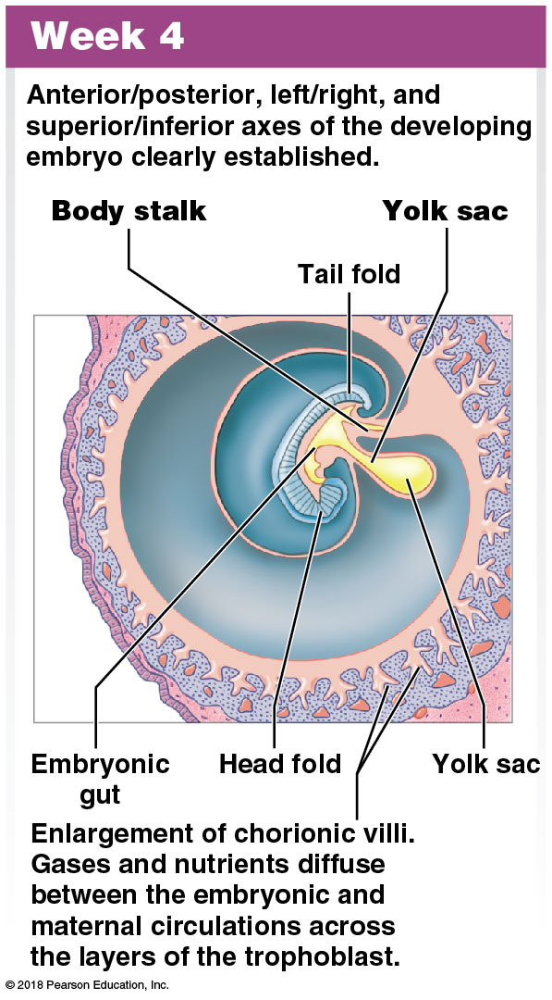 Week 4
Anterior/posterior, left/right, and
superior/inferior axes of the developing
embryo clearly established.
Body stalk
Yolk sac
Tail fold
Embryonic
gut
Head fold
Yolk sac
Enlargement of chorionic villi.
Gases and nutrients diffuse
between the embryonic and
maternal circulations across
the layers of the trophoblast.
© 2018 Pearson Education, Inc.